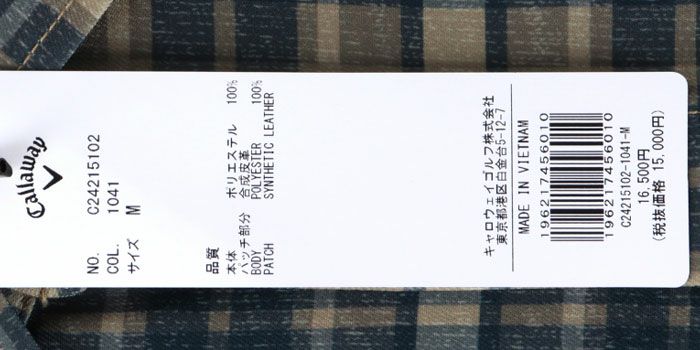 Callaway
NO. C24215102
COL. 1041
サイズ M
品質
本体 ポリエステル 100%
パッチ部分 合成皮革
BODY POLYESTER 100%
PATCH SYNTHETIC LEATHER
キャロウェイゴルフ株式会社
東京都港区白金台5-12-7
MADE IN VIETNAM
196217456010
196217456010
C24215102-1041-M
16,500円
(税抜価格 15,000円)